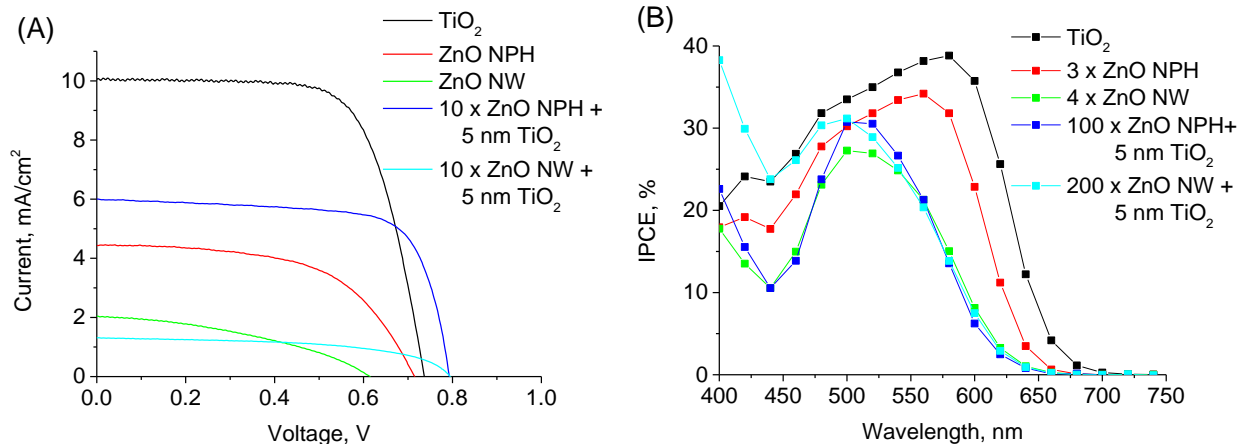 (A)
TiO2
ZnO NPH
ZnO NW
10 x ZnO NPH +
5 nm TiO2
10 x ZnO NW +
5 nm TiO2
Current, mA/cm2
10
8
6
4
2
0
0.0 0.2 0.4 0.6 0.8 1.0
Voltage, V
(B)
TiO2
3 x ZnO NPH
4 x ZnO NW
100 x ZnO NPH+
5 nm TiO2
200 x ZnO NW +
5 nm TiO2
IPCE, %
40
30
20
10
0
400 450 500 550 600 650 700 750
Wavelength, nm